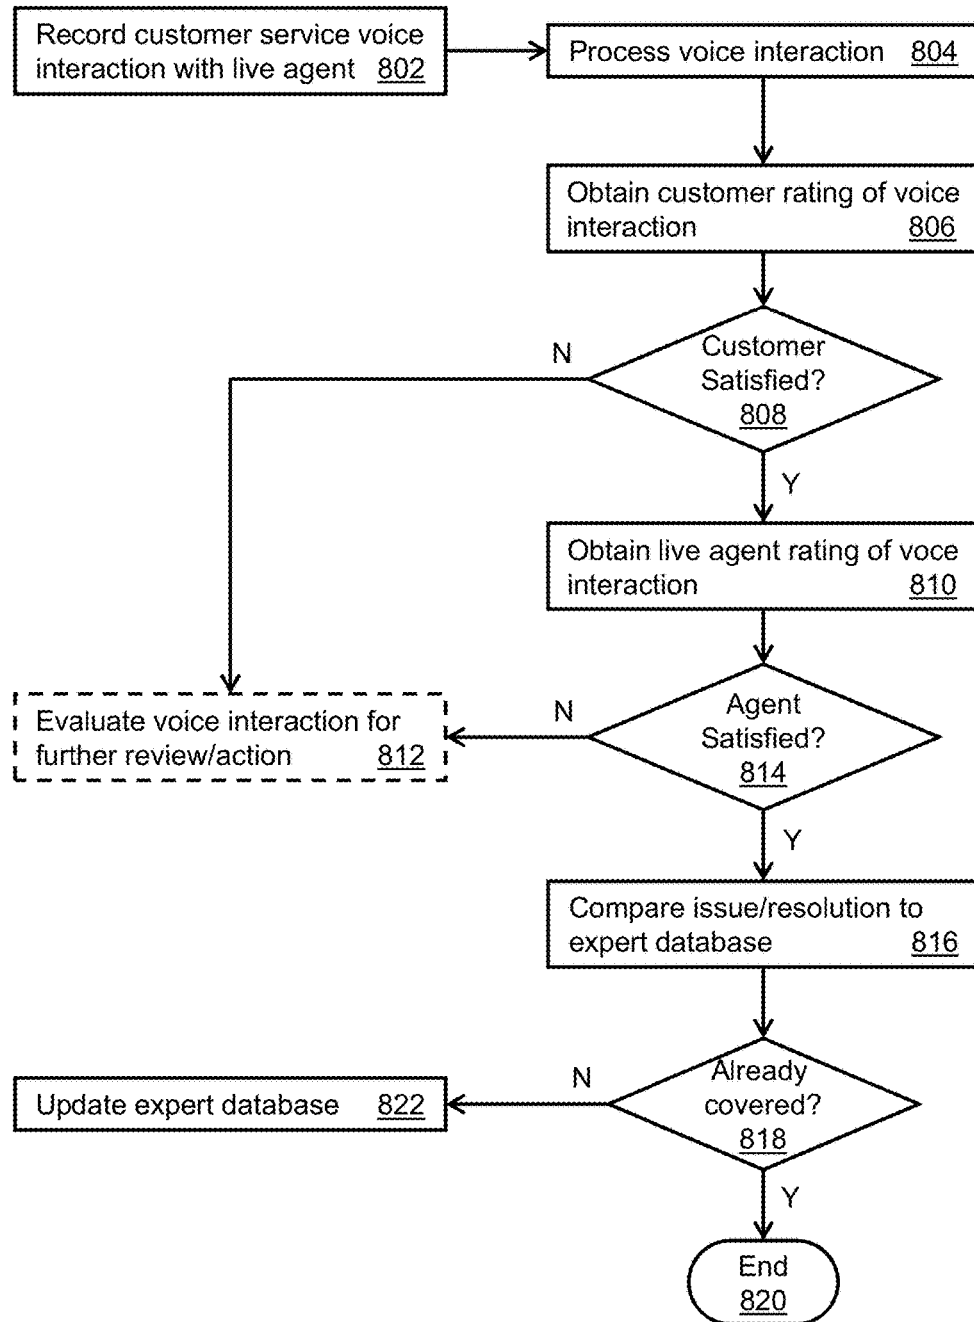 Record customer service voice
interaction with live agent 802
Process voice interaction 804
Obtain customer rating of voice
interaction 806
Customer
Satisfied?
808
N
Y
Obtain live agent rating of voce
interaction 810
Evaluate voice interaction for
further review/action 812
N
Agent
Satisfied?
814
Y
Compare issue/resolution to
expert database 816
Update expert database 822
N
Already
covered?
818
Y
End
820